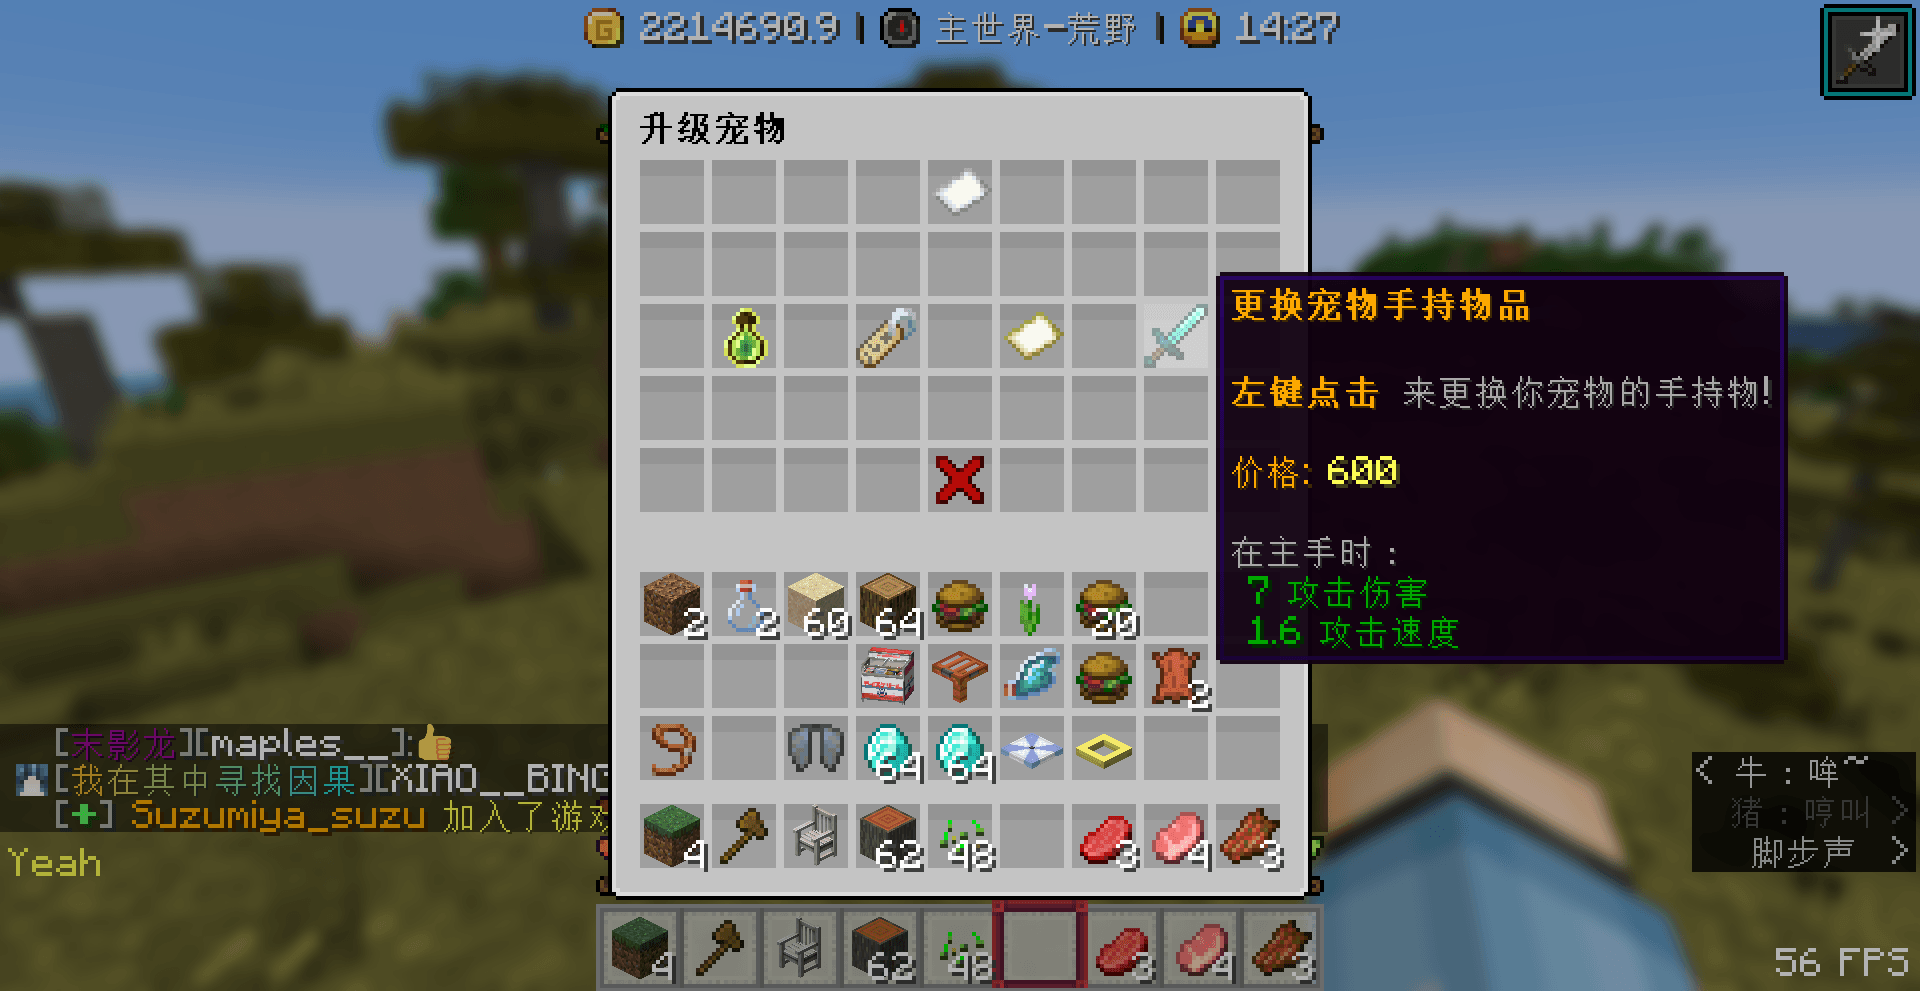 2214690.9 | 主世界-荒野 | 14:27
升级宠物
更换宠物手持物品
左键点击 来更换你宠物的手持物!
价格: 600
在主手时：
7 攻击伤害
1.6 攻击速度
2 2 60 64 20
2
64 64
4 62 48 3 4 3
[末影龙][maples__]:👍
[我在其中寻找因果][XIAO__BING
[+] Suzumiya_suzu 加入了游戏
Yeah
< 牛：哞~
猪：哼叫 >
脚步声 >
4 62 48 3 4 3
56 FPS